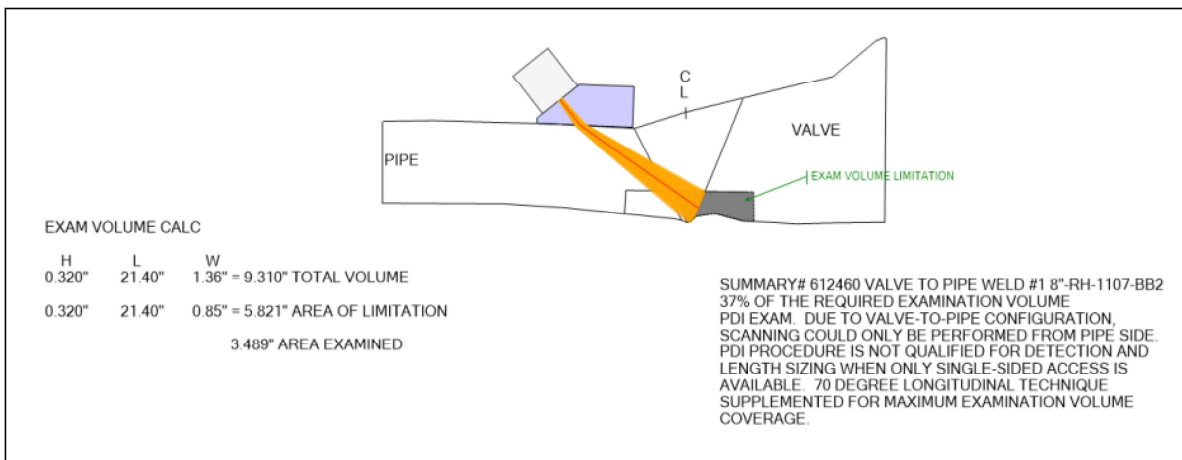 C
L
VALVE
PIPE
EXAM VOLUME LIMITATION
EXAM VOLUME CALC
H L W
0.320" 21.40" 1.36" = 9.310" TOTAL VOLUME
0.320" 21.40" 0.85" = 5.821" AREA OF LIMITATION
3.489" AREA EXAMINED
SUMMARY# 612460 VALVE TO PIPE WELD #1 8"-RH-1107-BB2
37% OF THE REQUIRED EXAMINATION VOLUME
PDI EXAM. DUE TO VALVE-TO-PIPE CONFIGURATION,
SCANNING COULD ONLY BE PERFORMED FROM PIPE SIDE.
PDI PROCEDURE IS NOT QUALIFIED FOR DETECTION AND
LENGTH SIZING WHEN ONLY SINGLE-SIDED ACCESS IS
AVAILABLE. 70 DEGREE LONGITUDINAL TECHNIQUE
SUPPLEMENTED FOR MAXIMUM EXAMINATION VOLUME
COVERAGE.